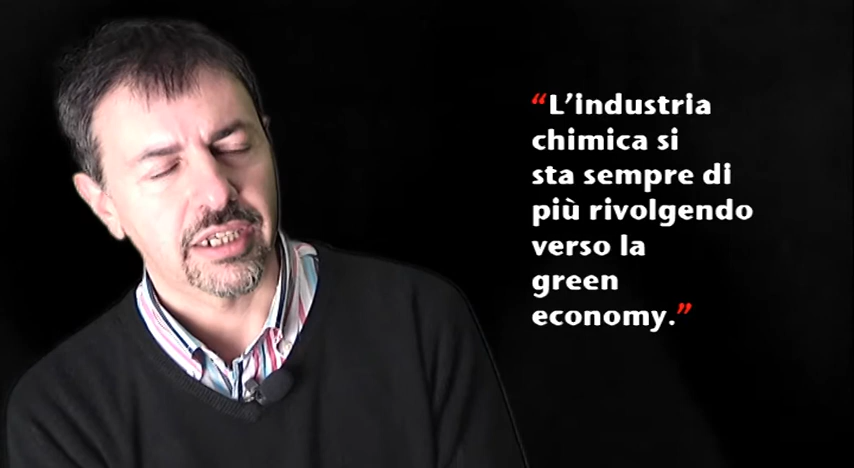 “L’industria
chimica si
sta sempre di
più rivolgendo
verso la
green
economy.”